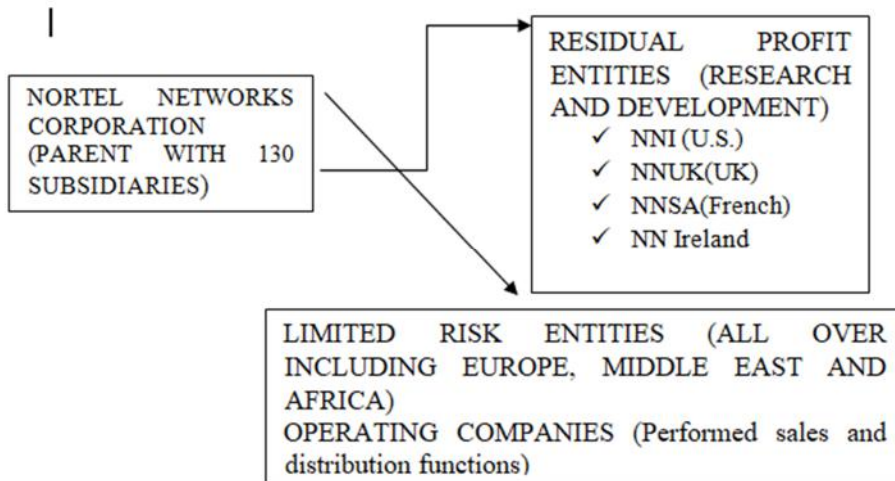 NORTEL NETWORKS
CORPORATION
(PARENT WITH 130
SUBSIDIARIES)
RESIDUAL PROFIT
ENTITIES (RESEARCH
AND DEVELOPMENT)
✓ NNI (U.S.)
✓ NNUK(UK)
✓ NNSA(French)
✓ NN Ireland
LIMITED RISK ENTITIES (ALL OVER
INCLUDING EUROPE, MIDDLE EAST AND
AFRICA)
OPERATING COMPANIES (Performed sales and
distribution functions)